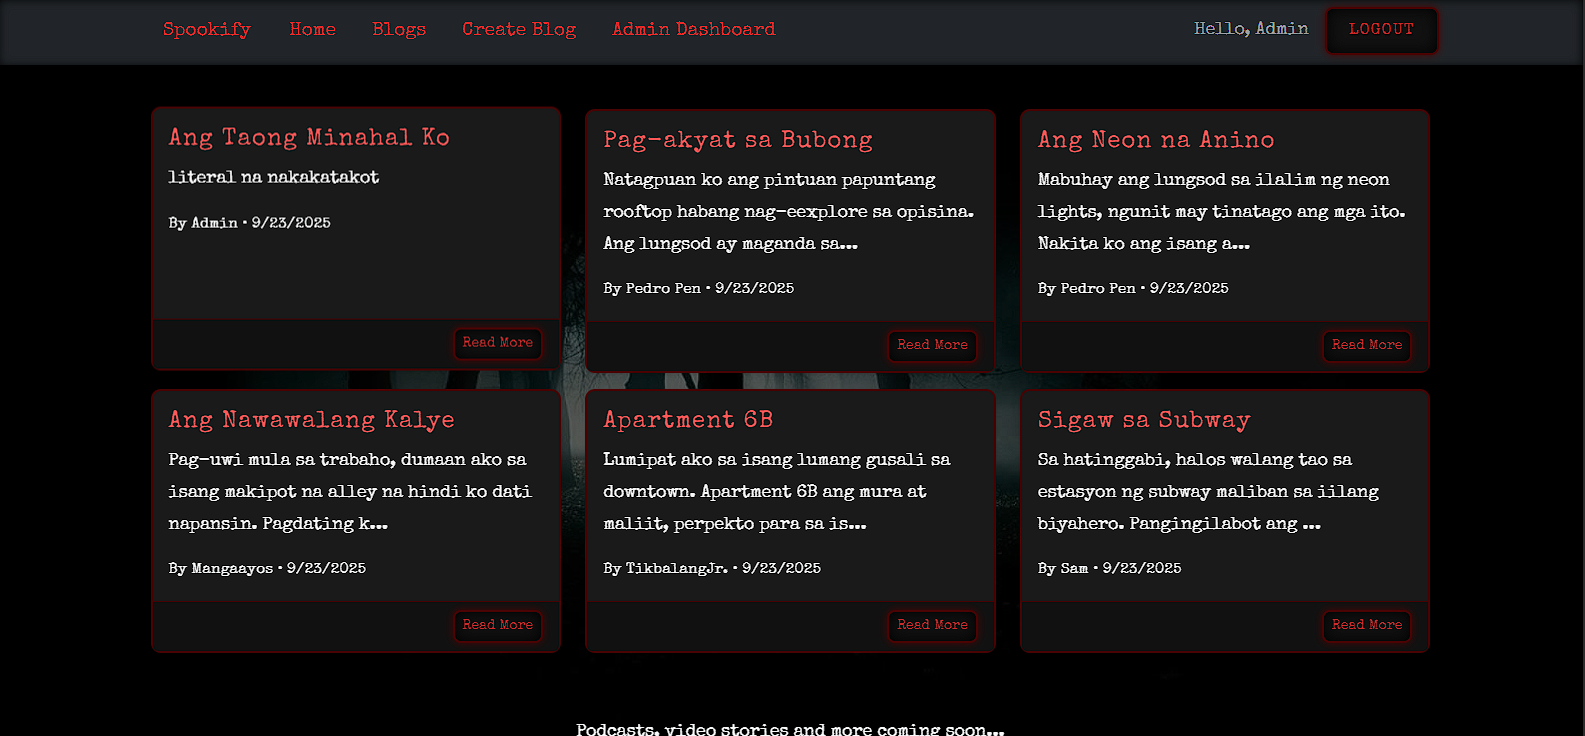 Spookify Home Blogs Create Blog Admin Dashboard Hello, Admin LOGOUT
Ang Taong Minahal Ko
literal na nakakatakot
By Admin • 9/23/2025
Read More
Pag-akyat sa Bubong
Natagpuan ko ang pintuan papuntang
rooftop habang nag-eexplore sa opisina.
Ang lungsod ay maganda sa...
By Pedro Pen • 9/23/2025
Read More
Ang Neon na Anino
Mabuhay ang lungsod sa ilalim ng neon
lights, ngunit may tinatago ang mga ito.
Nakita ko ang isang a...
By Pedro Pen • 9/23/2025
Read More
Ang Nawawalang Kalye
Pag-uwi mula sa trabaho, dumaan ako sa
isang makipot na alley na hindi ko dati
napansin. Pagdating k...
By Mangaayos • 9/23/2025
Read More
Apartment 6B
Lumipat ako sa isang lumang gusali sa
downtown. Apartment 6B ang mura at
maliit, perpekto para sa is...
By TikbalangJr. • 9/23/2025
Read More
Sigaw sa Subway
Sa hatinggabi, halos walang tao sa
estasyon ng subway maliban sa iilang
biyahero. Pangingilabot ang ...
By Sam • 9/23/2025
Read More
Podcasts, video stories and more coming soon...